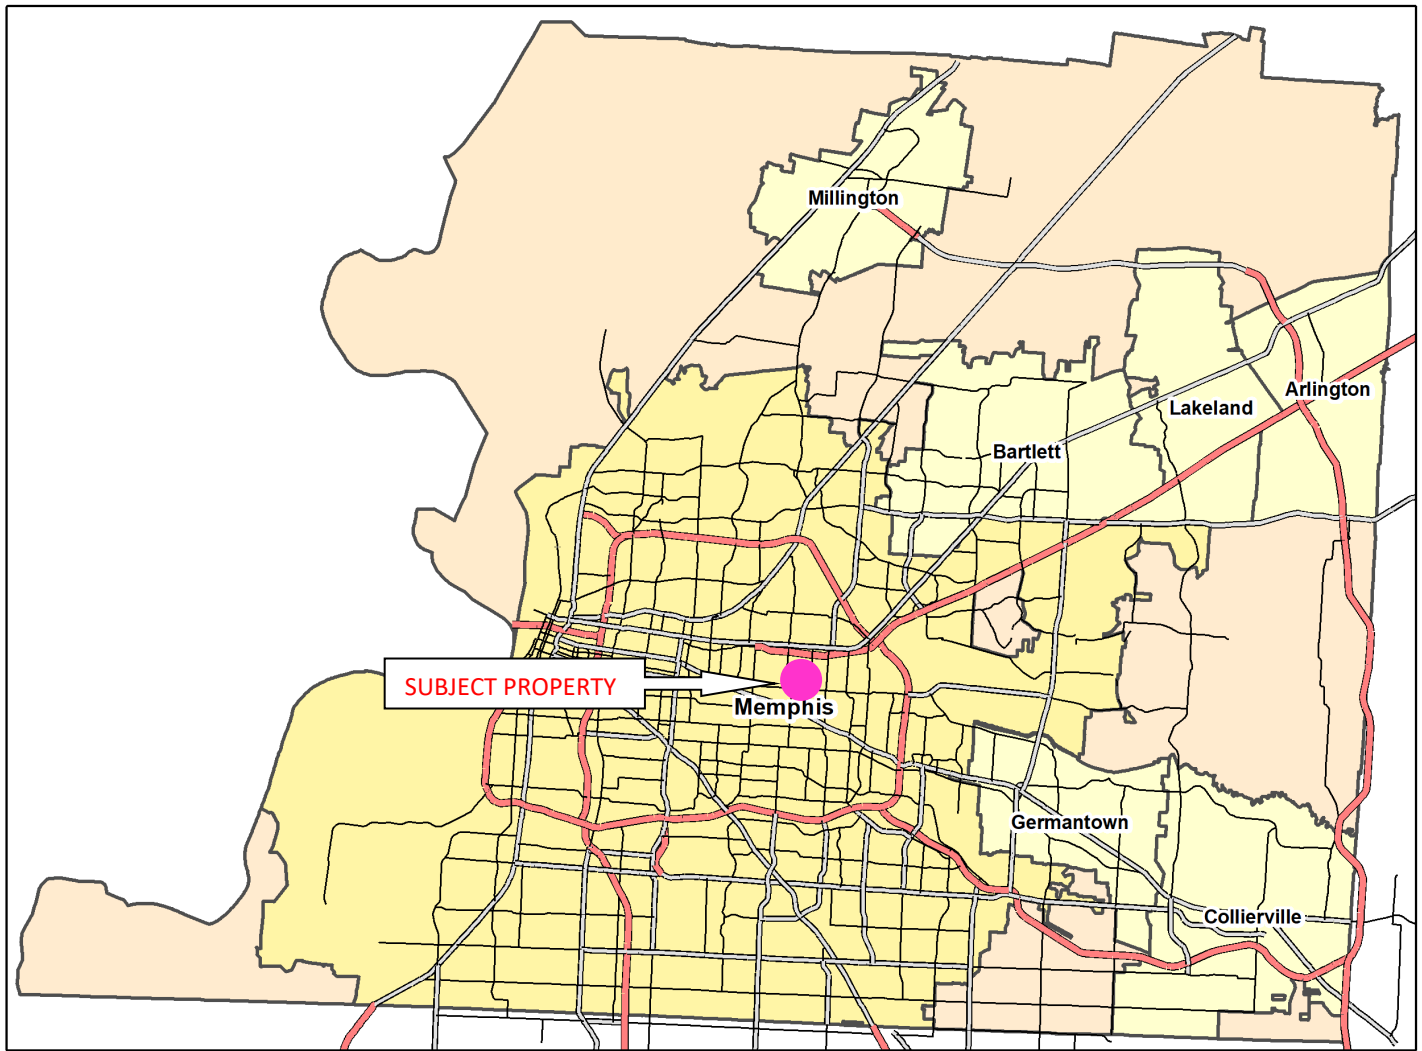 Millington
Arlington
Lakeland
Bartlett
SUBJECT PROPERTY
Memphis
Germantown
Collierville